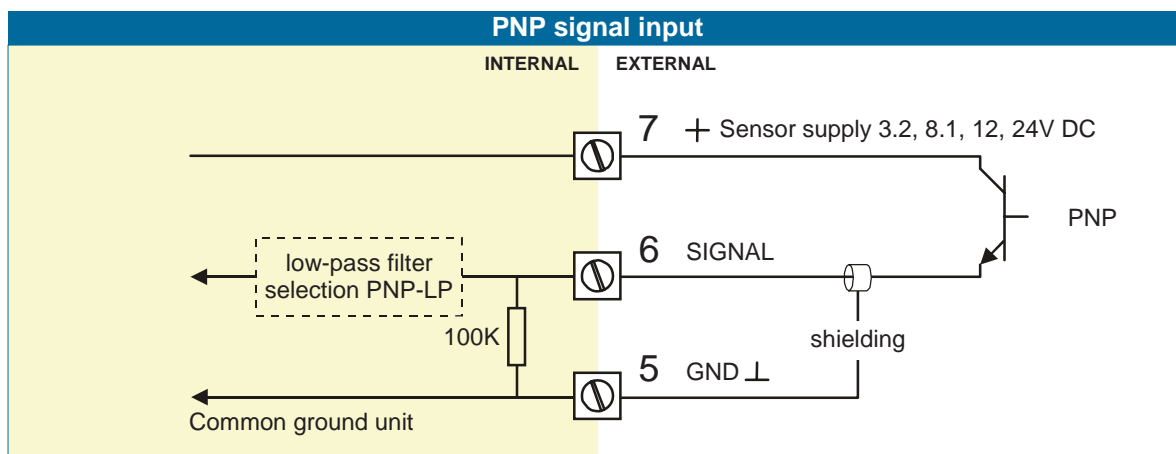 PNP signal input
INTERNAL EXTERNAL
7 + Sensor supply 3.2, 8.1, 12, 24V DC
PNP
6 SIGNAL
low-pass filter
selection PNP-LP
100K
shielding
5 GND ⊥
Common ground unit